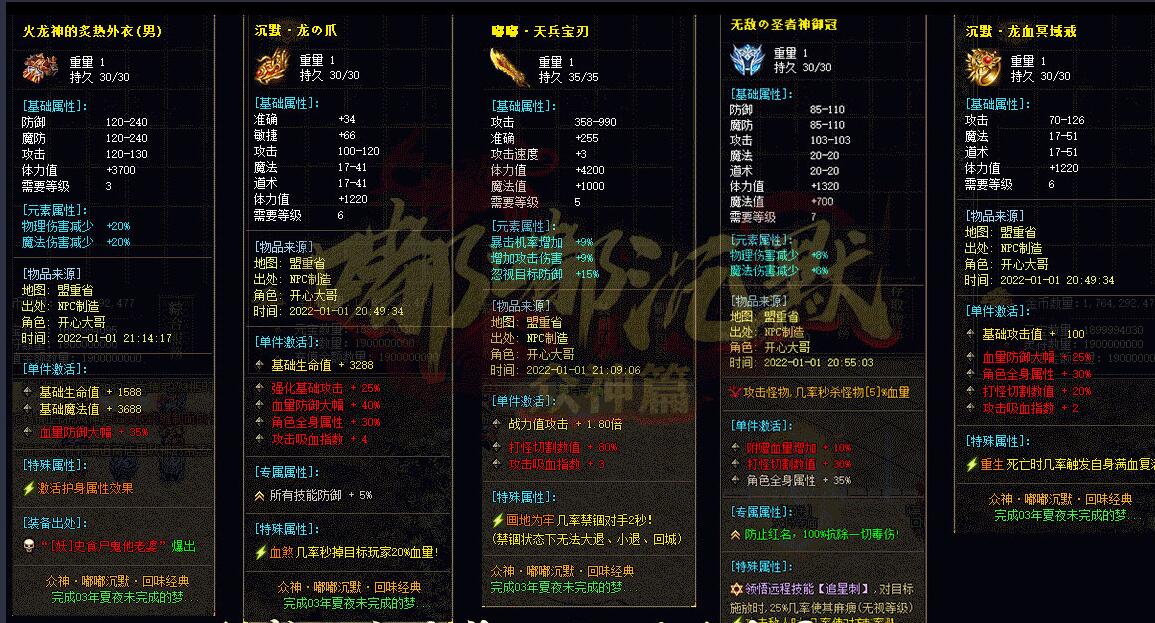 火龙神的炙热外衣(男)
重量 1
持久 30/30
[基础属性]:
防御 120-240
魔防 120-240
攻击 120-130
体力值 +3700
需要等级 3
[元素属性]:
物理伤害减少 +20%
魔法伤害减少 +20%
[物品来源]
地图: 盟重省
出处: NPC制造
角色: 开心大哥
时间: 2022-01-01 21:14:17
[单件激活]:
基础生命值 + 1588
基础魔法值 + 3688
血量防御大幅 + 35%
[特殊属性]:
激活护身属性效果
[装备出处]:
"[妖]史食尸鬼他老婆" 爆出
众神·嘟嘟沉默·回味经典
完成03年夏夜未完成的梦...
沉默·龙の爪
重量 1
持久 30/30
[基础属性]:
准确 +34
敏捷 +66
攻击 100-120
魔法 17-41
道术 17-41
体力值 +1220
需要等级 6
[物品来源]
地图: 盟重省
出处: NPC制造
角色: 开心大哥
时间: 2022-01-01 20:49:34
[单件激活]:
基础生命值 + 3288
强化基础攻击 + 25%
血量防御大幅 + 40%
角色全身属性 + 30%
攻击吸血指数 + 4
[专属属性]:
所有技能防御 + 5%
[特殊属性]:
血煞 几率秒掉目标玩家20%血量!
众神·嘟嘟沉默·回味经典
完成03年夏夜未完成的梦...
嘟嘟·天兵宝刃
重量 1
持久 35/35
[基础属性]:
攻击 358-990
准确 +255
攻击速度 +3
体力值 +4200
魔法值 +1000
需要等级 5
[元素属性]:
暴击机率增加 +9%
增加攻击伤害 +9%
忽视目标防御 +15%
[物品来源]
地图: 盟重省
出处: NPC制造
角色: 开心大哥
时间: 2022-01-01 21:09:06
[单件激活]:
战力值攻击 + 1.80倍
打怪切割数值 + 80%
攻击吸血指数 + 3
[特殊属性]:
画地为牢 几率禁锢对手2秒!
(禁锢状态下无法大退、小退、回城)
众神·嘟嘟沉默·回味经典
完成03年夏夜未完成的梦...
无敌の圣者神御冠
重量 1
持久 30/30
[基础属性]:
防御 85-110
魔防 85-110
攻击 103-103
魔法 20-20
道术 20-20
体力值 +1320
魔法值 +700
需要等级 7
[元素属性]:
物理伤害减少 +8%
魔法伤害减少 +8%
[物品来源]
地图: 盟重省
出处: NPC制造
角色: 开心大哥
时间: 2022-01-01 20:55:03
攻击怪物,几率秒杀怪物[5]%血量
[单件激活]:
附魔血量增加 + 10%
打怪切割数值 + 30%
角色全身属性 + 35%
[专属属性]:
防止红名, 100%抗除一切毒伤!
[特殊属性]:
领悟远程技能【追星刺】,对目标
施放时,25%几率使其麻痹(无视等级)
沉默·龙血冥域戒
重量 1
持久 30/30
[基础属性]:
攻击 70-126
魔法 17-51
道术 17-51
体力值 +1220
需要等级 6
[物品来源]
地图: 盟重省
出处: NPC制造
角色: 开心大哥
时间: 2022-01-01 20:49:34
[单件激活]:
基础攻击值 + 100
血量防御大幅 + 25%
角色全身属性 + 30%
打怪切割数值 + 20%
攻击吸血指数 + 2
[特殊属性]:
重生 死亡时几率触发自身满血复
众神·嘟嘟沉默·回味经典
完成03年夏夜未完成的梦...
嘟嘟沉默
众神篇